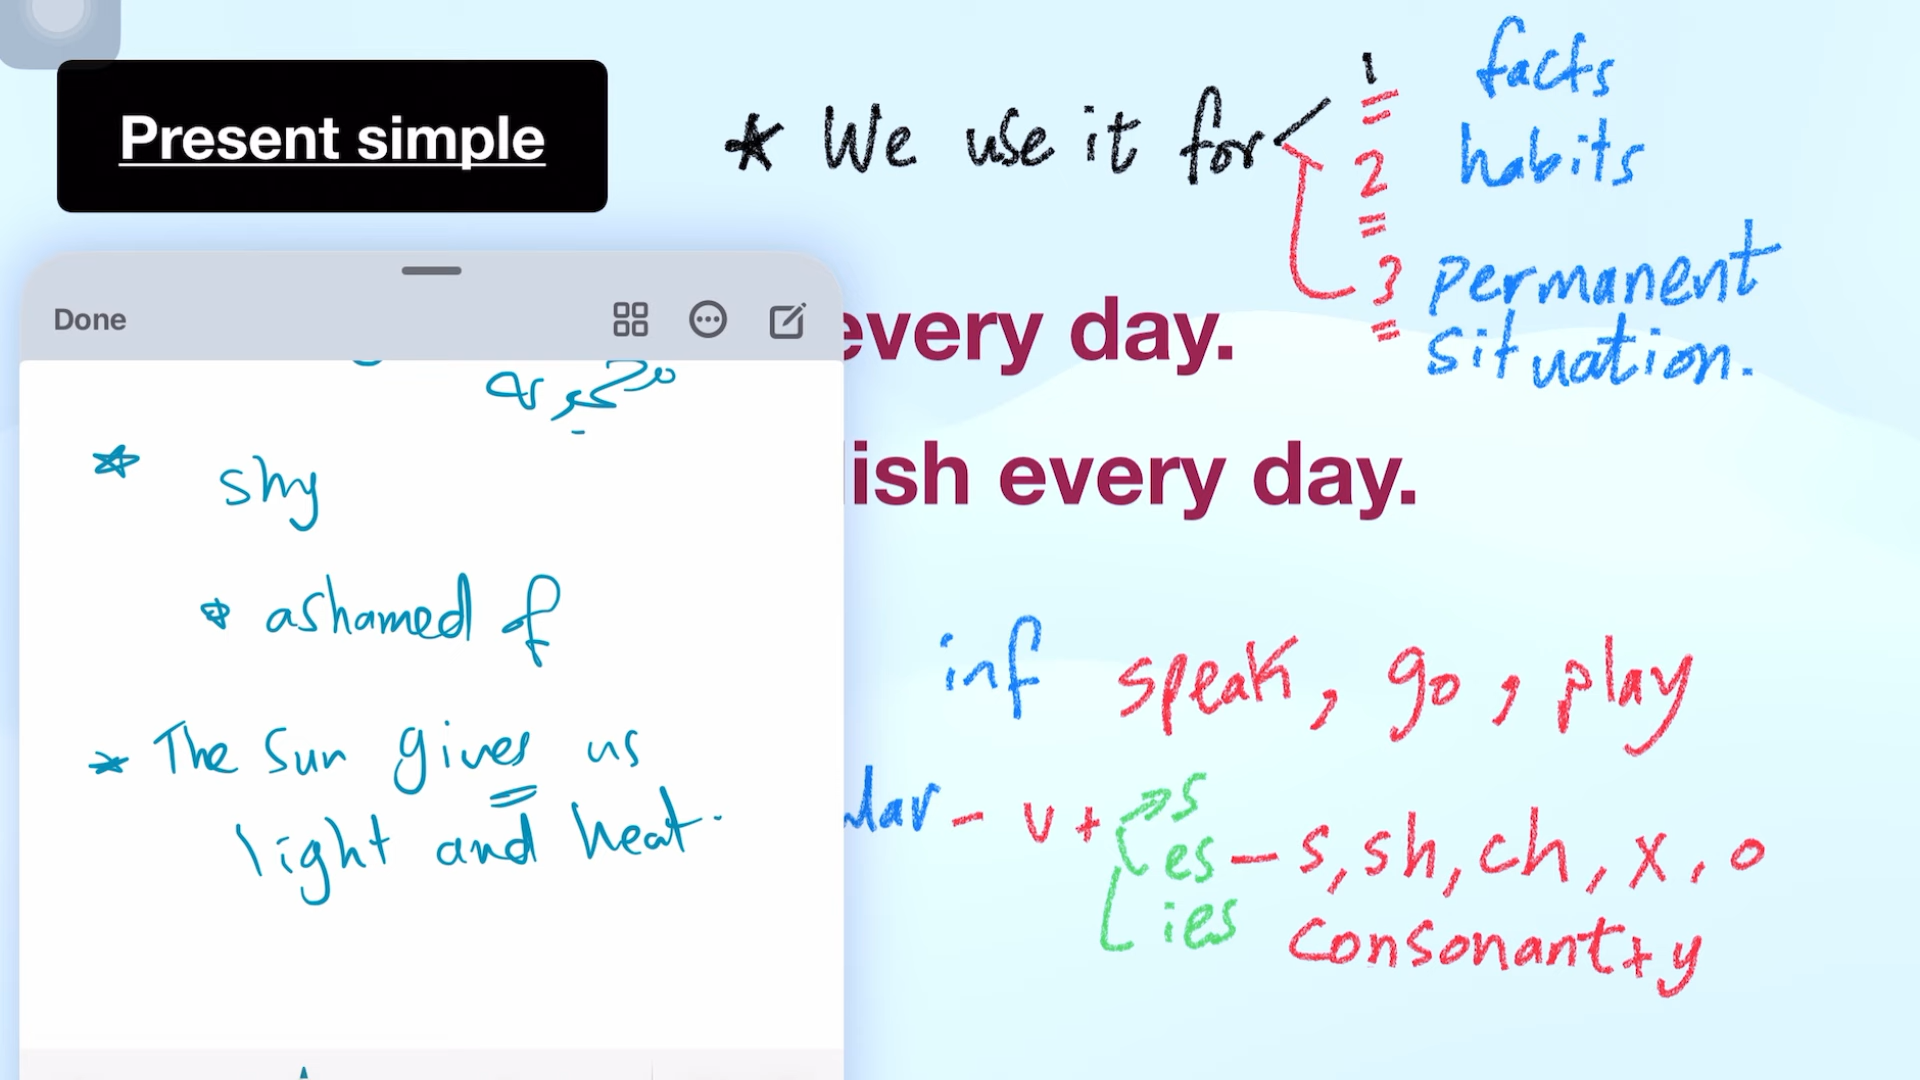 Present simple
* We use it for
1 facts
2 habits
3 permanent
situation.
every day.
lish every day.
inf speak, go, play
lar - v + s
es - s, sh, ch, x, o
ies consonant + y
Done
* shy
* ashamed of
* The Sun gives us
light and heat.